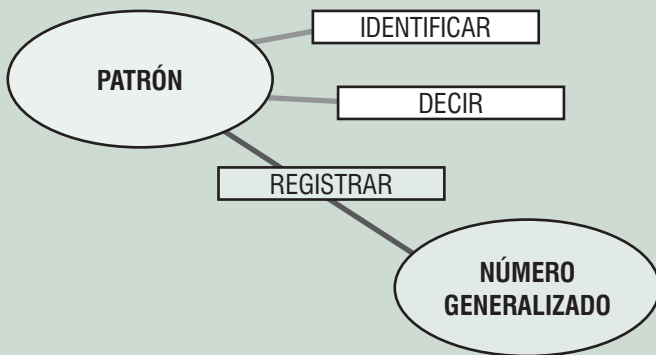 IDENTIFICAR
PATRÓN
DECIR
REGISTRAR
NÚMERO
GENERALIZADO